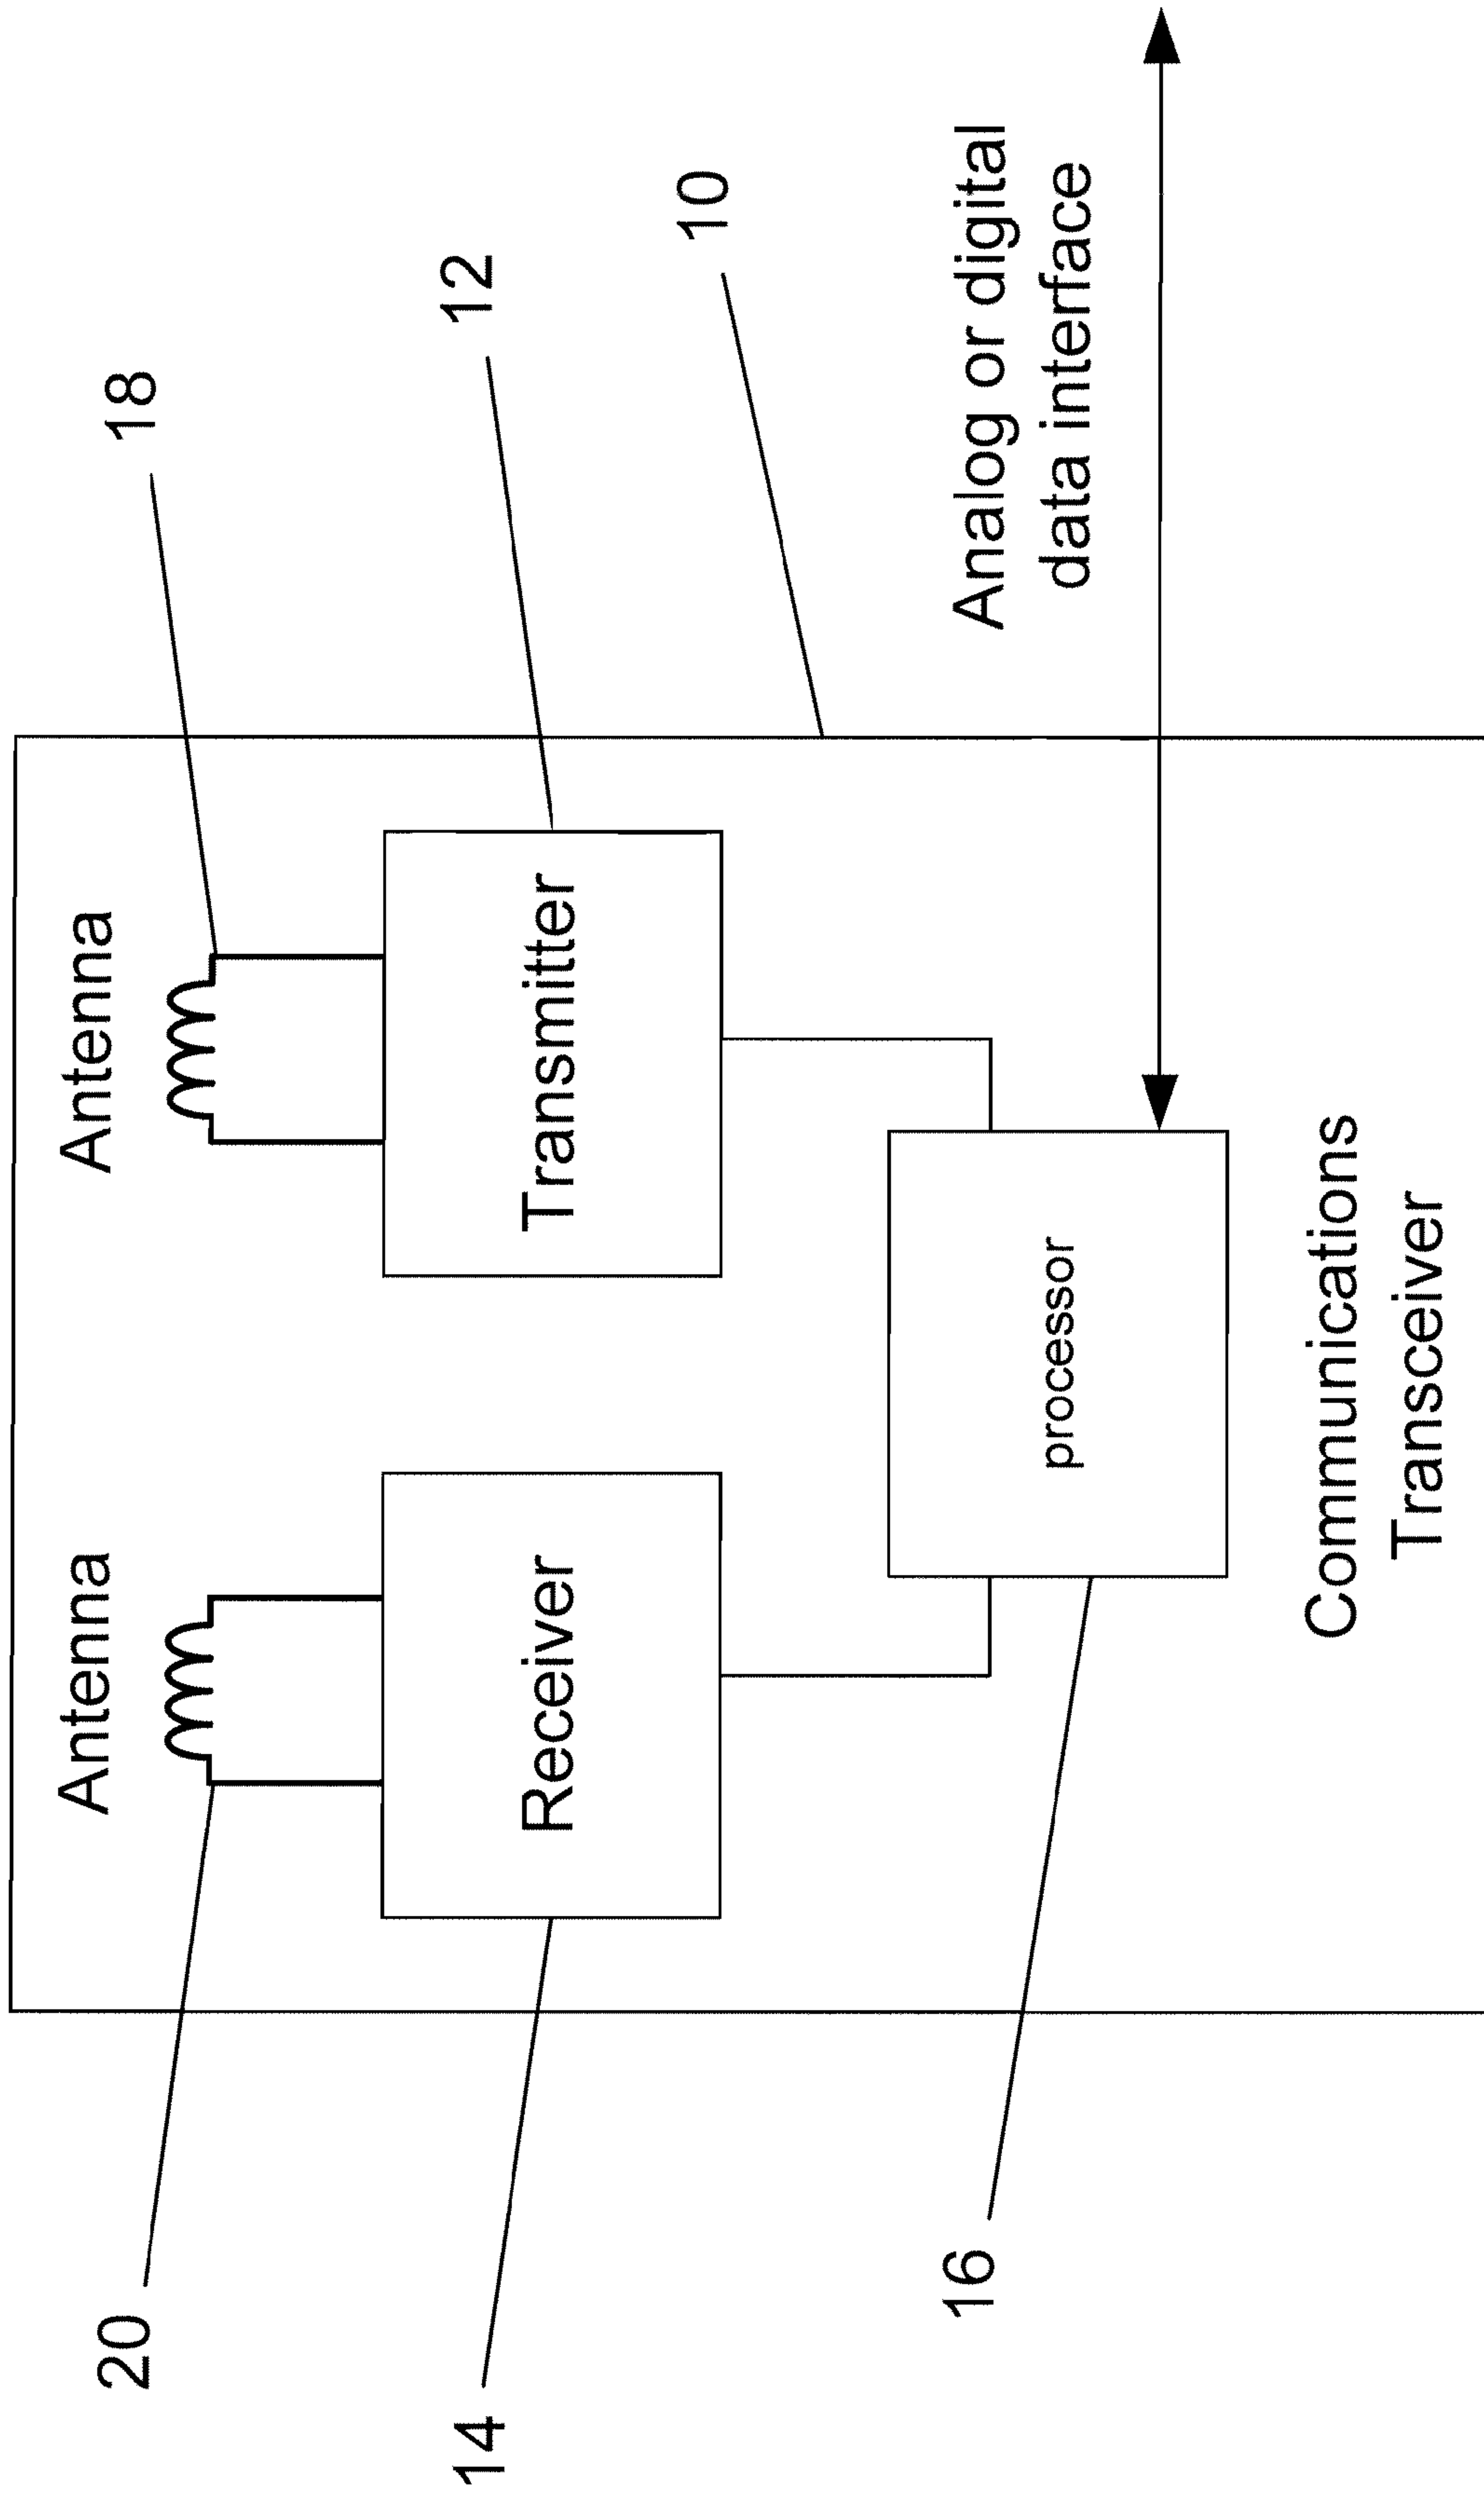 Antenna
Antenna
20
18
Receiver
Transmitter
14
12
10
processor
16
Analog or digital
data interface
Communications
Transceiver